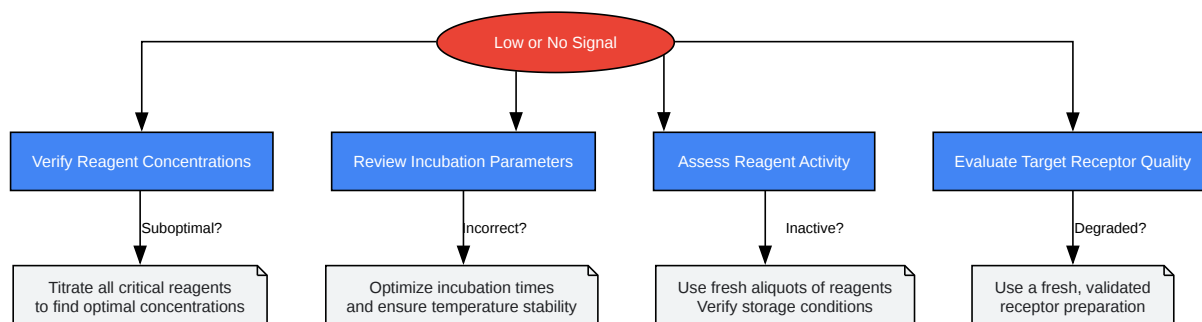 Low or No Signal
Verify Reagent Concentrations
Review Incubation Parameters
Assess Reagent Activity
Evaluate Target Receptor Quality
Suboptimal?
Incorrect?
Inactive?
Degraded?
Titrate all critical reagents
to find optimal concentrations
Optimize incubation times
and ensure temperature stability
Use fresh aliquots of reagents
Verify storage conditions
Use a fresh, validated
receptor preparation